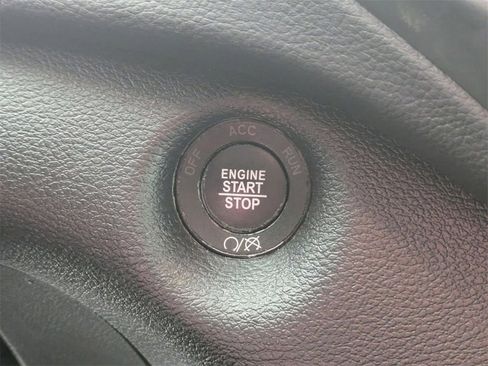 OFF ACC RUN
ENGINE
START
STOP